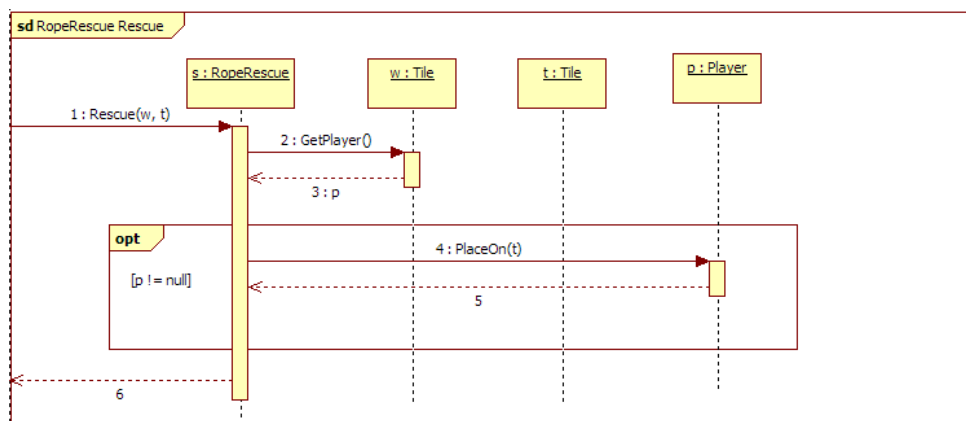 sd RopeRescue Rescue
s : RopeRescue
w : Tile
t : Tile
p : Player
1 : Rescue(w, t)
2 : GetPlayer()
3 : p
opt
4 : PlaceOn(t)
[p != null]
5
6